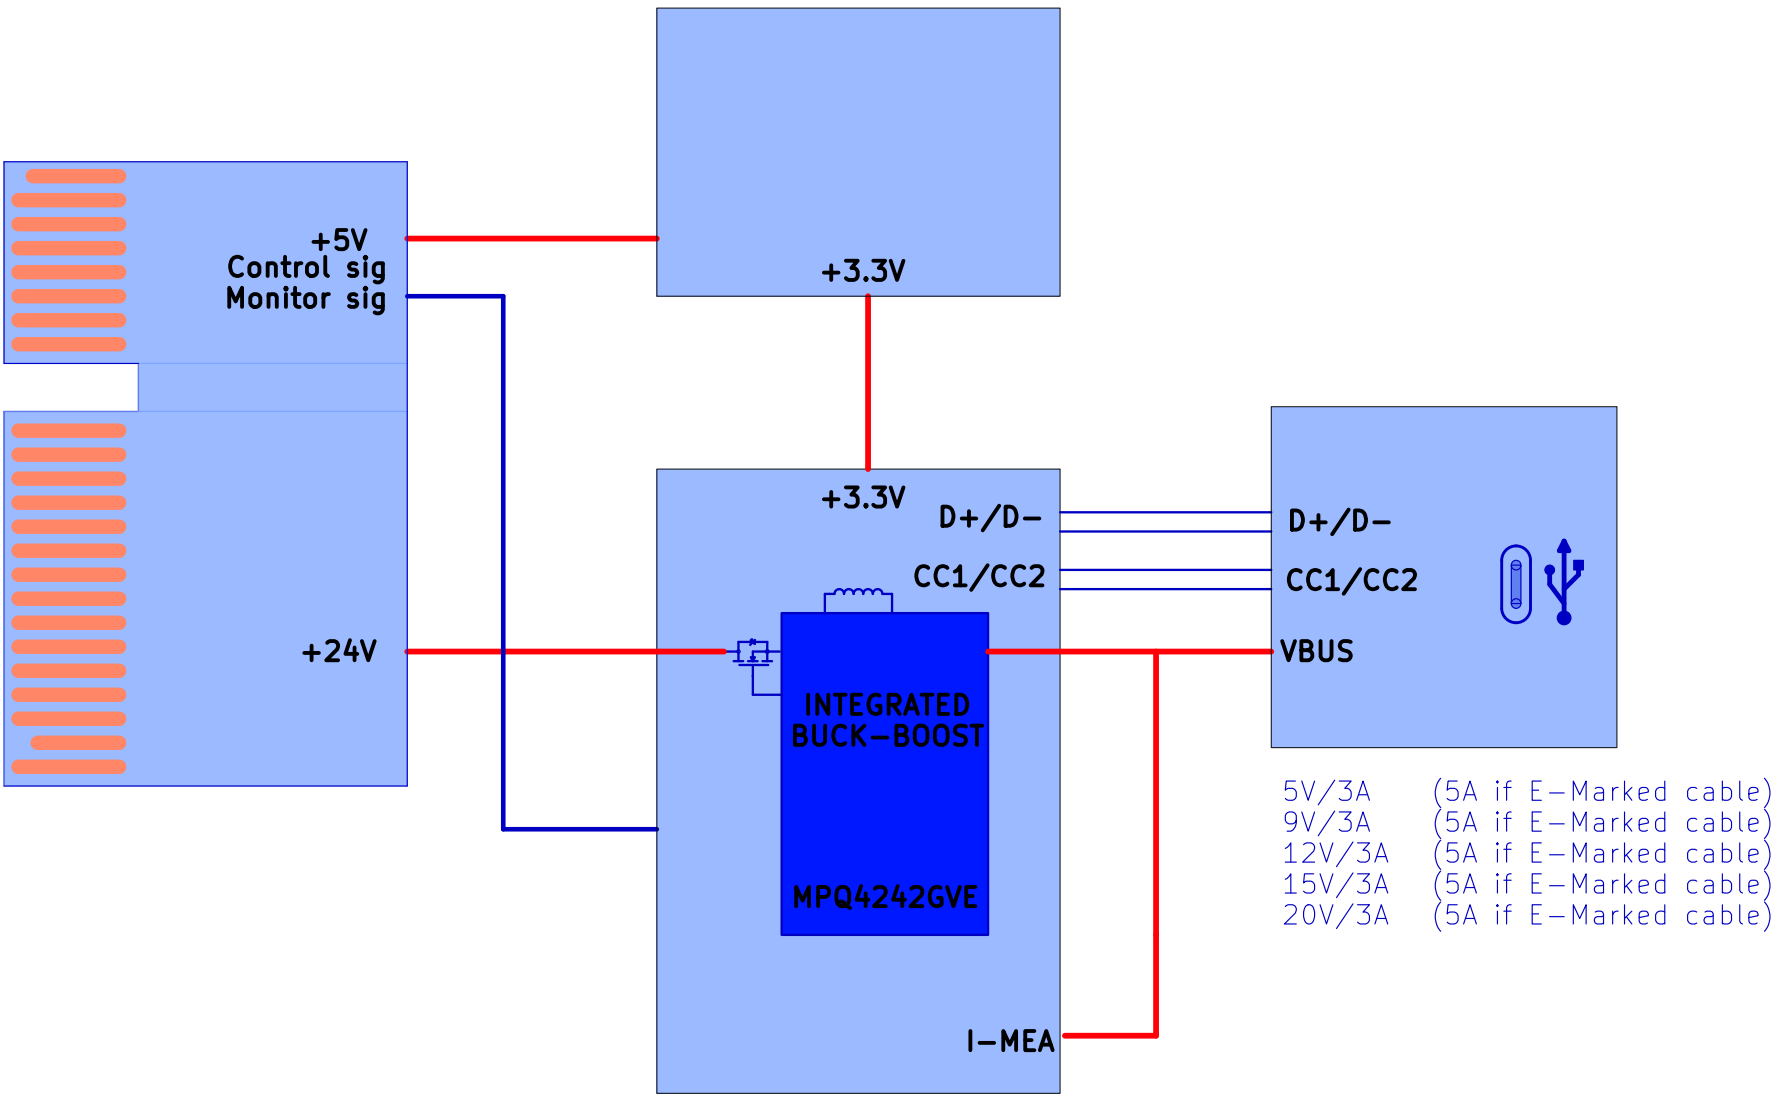 +5V
Control sig
Monitor sig
+24V
+3.3V
+3.3V
D+/D-
CC1/CC2
INTEGRATED
BUCK-BOOST
MPQ4242GVE
I-MEA
D+/D-
CC1/CC2
VBUS
5V/3A (5A if E-Marked cable)
9V/3A (5A if E-Marked cable)
12V/3A (5A if E-Marked cable)
15V/3A (5A if E-Marked cable)
20V/3A (5A if E-Marked cable)